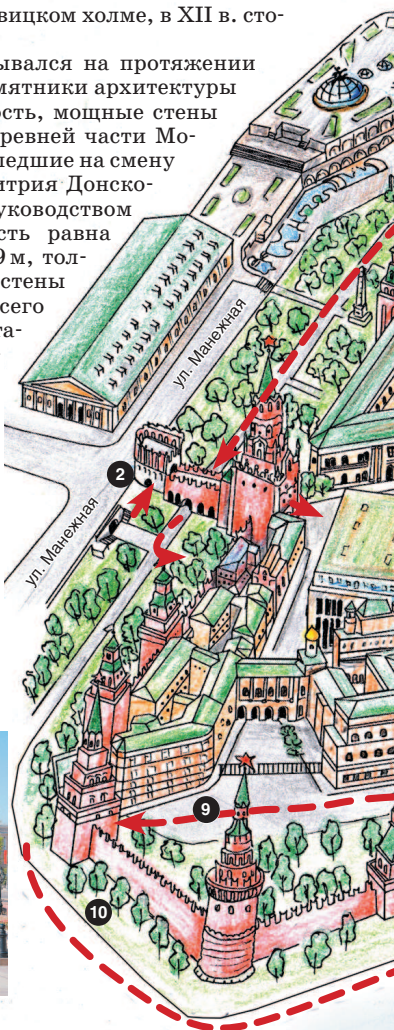 вицком холме, в XII в. сто-
ывался на протяжении
мятники архитектуры
ость, мощные стены
ревней части Мо-
ледшие на смену
итрия Донско-
уководством
сть равна
9 м, тол-
стены
сего
та-
ул. Манежная
2
ул. Манежная
9
10